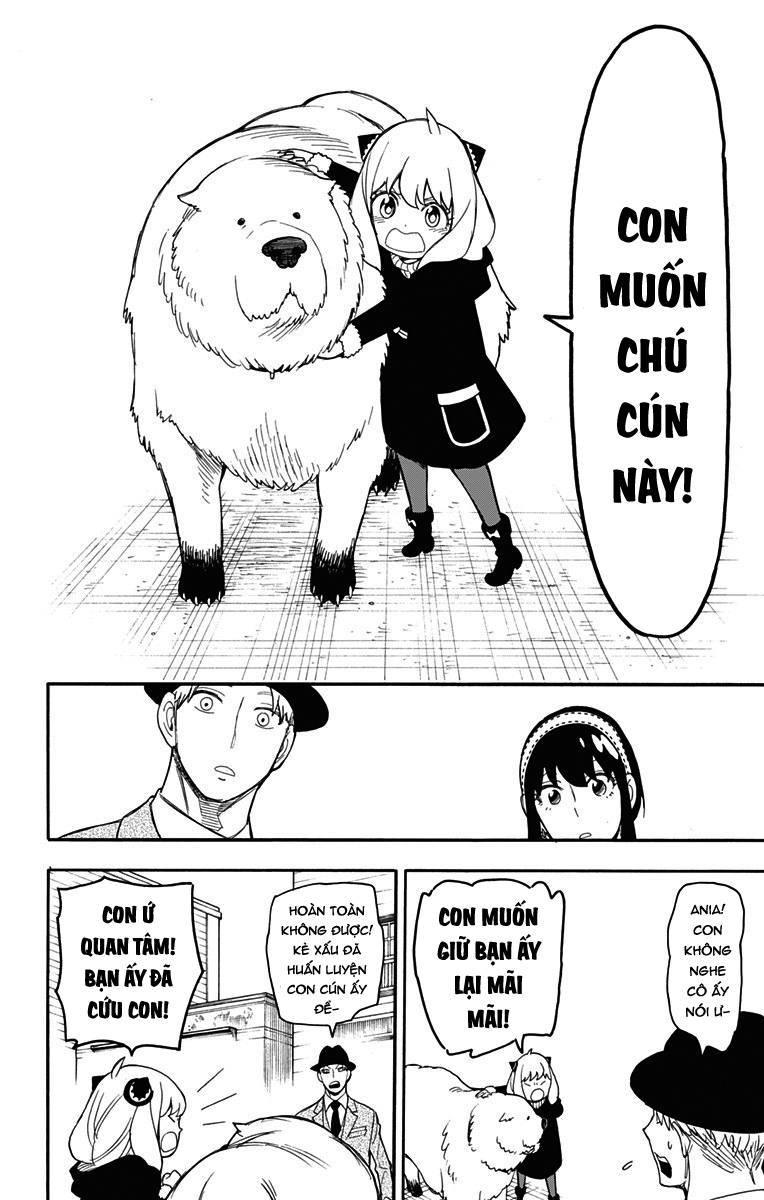 CON
MUỐN
CHÚ
CÚN
NÀY!
ANIA!
CON
KHÔNG
NGHE
CÔ ẤY
NÓI Ư-
CON MUỐN
GIỮ BẠN ẤY
LẠI MÃI
MÃI!
HOÀN TOÀN
KHÔNG ĐƯỢC!
KẺ XẤU ĐÃ
HUẤN LUYỆN
CON CÚN ẤY
ĐỂ-
CON Ứ
QUAN TÂM!
BẠN ẤY ĐÃ
CỨU CON!